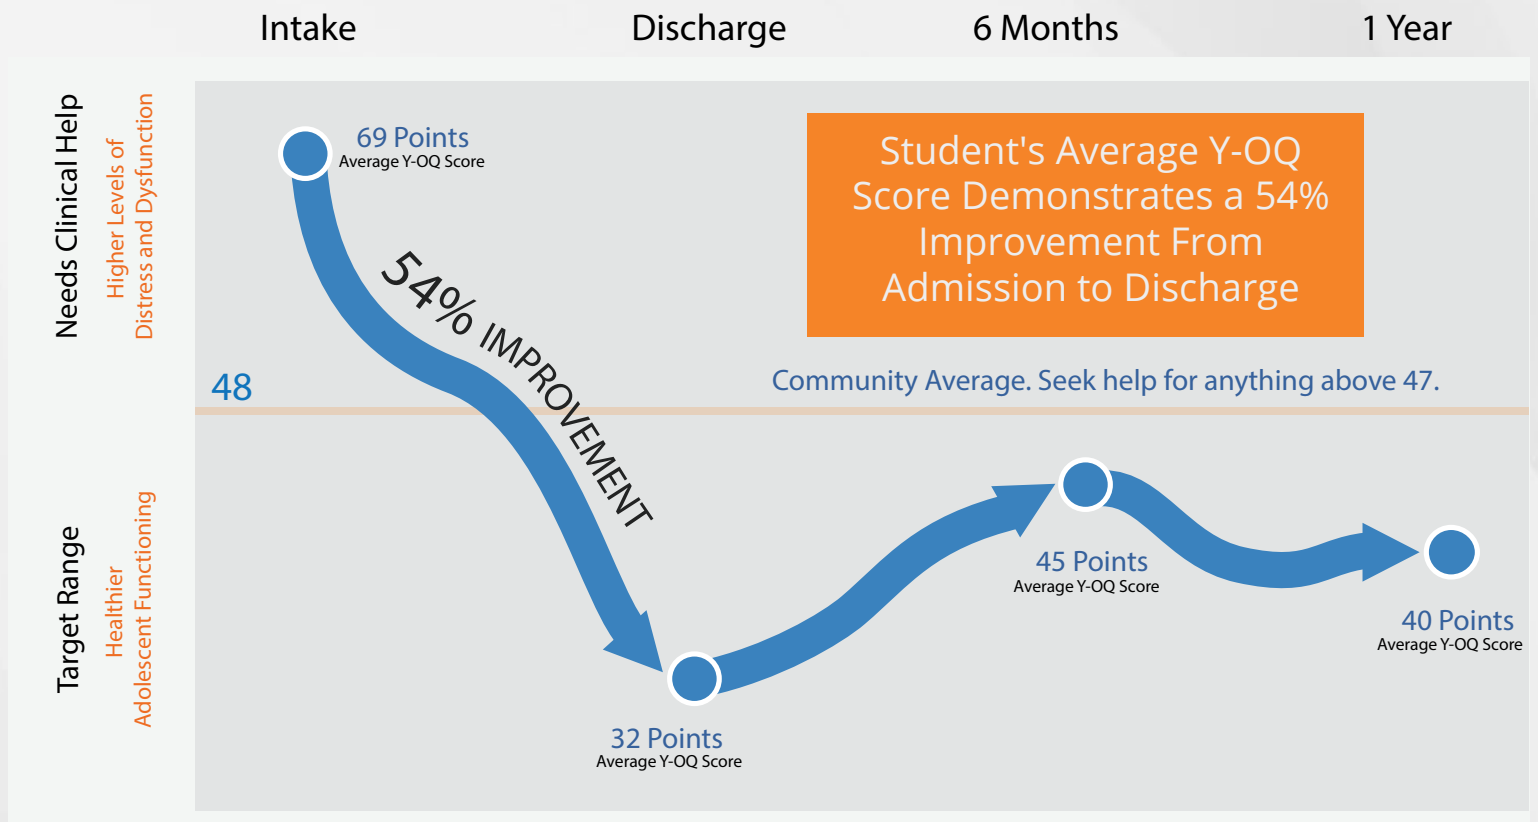 Intake
Discharge
6 Months
1 Year
Needs Clinical Help
Higher Levels of
Distress and Dysfunction
69 Points
Average Y-OQ Score
Student's Average Y-OQ
Score Demonstrates a 54%
Improvement From
Admission to Discharge
54% IMPROVEMENT
48
Community Average. Seek help for anything above 47.
Target Range
Healthier
Adolescent Functioning
45 Points
Average Y-OQ Score
40 Points
Average Y-OQ Score
32 Points
Average Y-OQ Score